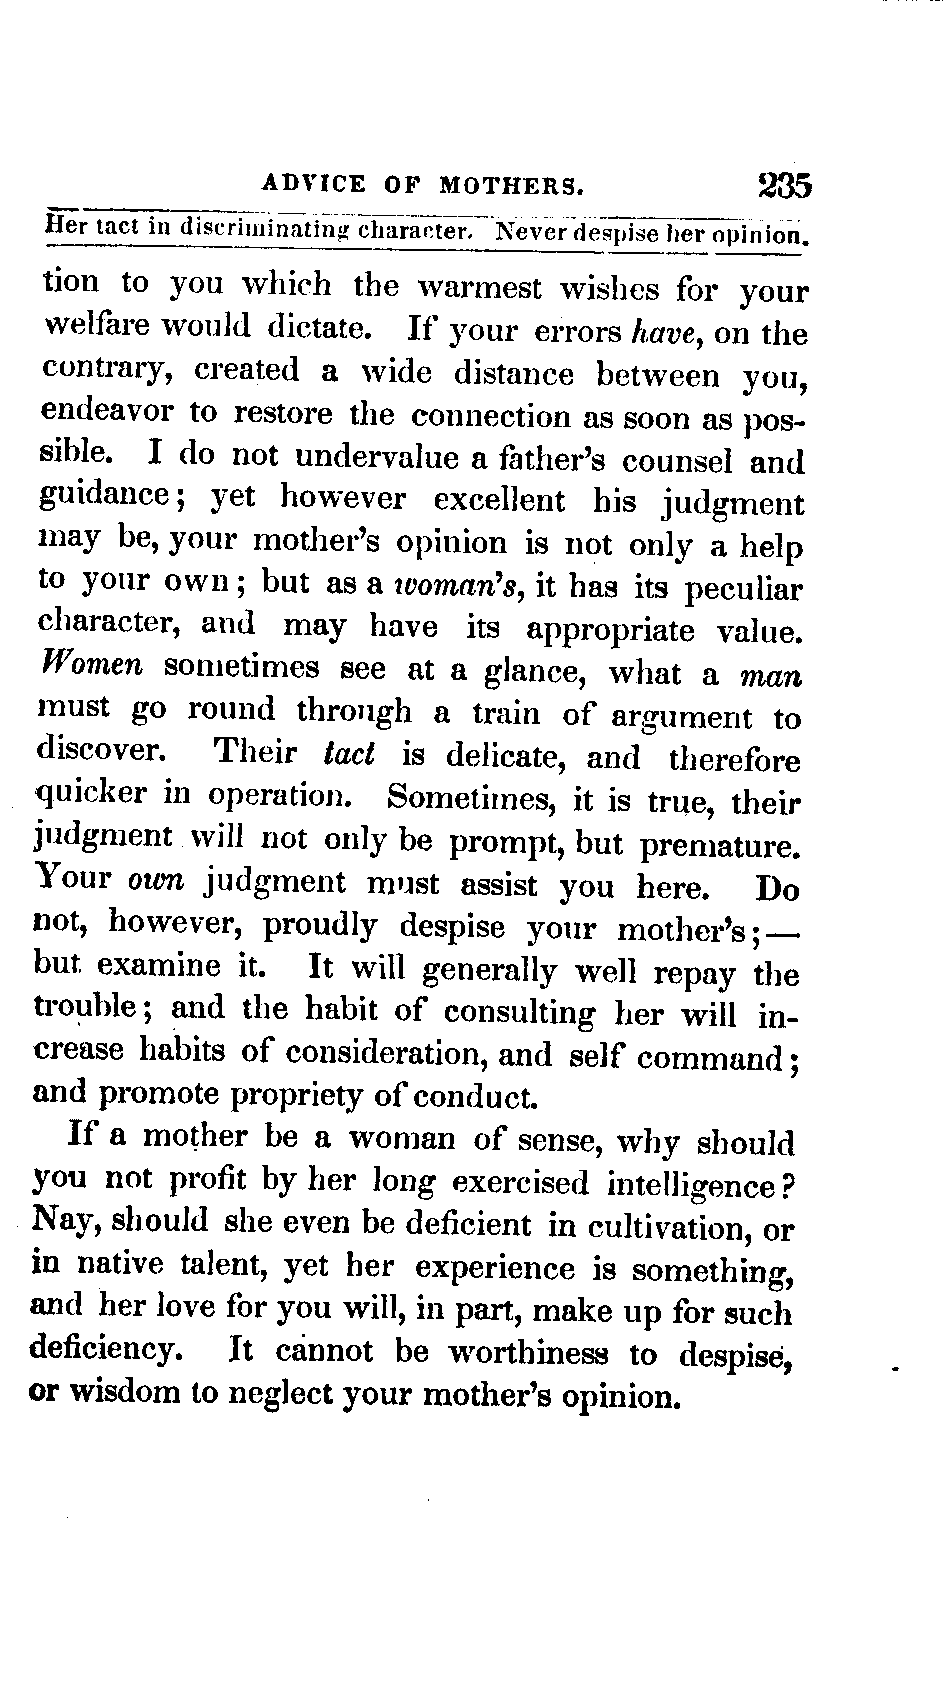 ADVICE OF MOTHERS. 235
Her tact in discriminating character. Never despise her opinion.
tion to you which the warmest wishes for your
welfare would dictate. If your errors have, on the
contrary, created a wide distance between you,
endeavor to restore the connection as soon as pos-
sible. I do not undervalue a father's counsel and
guidance; yet however excellent his judgment
may be, your mother's opinion is not only a help
to your own; but as a woman's, it has its peculiar
character, and may have its appropriate value.
Women sometimes see at a glance, what a man
must go round through a train of argument to
discover. Their tact is delicate, and therefore
quicker in operation. Sometimes, it is true, their
judgment will not only be prompt, but premature.
Your own judgment must assist you here. Do
not, however, proudly despise your mother's;—
but examine it. It will generally well repay the
trouble; and the habit of consulting her will in-
crease habits of consideration, and self command;
and promote propriety of conduct.
If a mother be a woman of sense, why should
you not profit by her long exercised intelligence?
Nay, should she even be deficient in cultivation, or
in native talent, yet her experience is something,
and her love for you will, in part, make up for such
deficiency. It cannot be worthiness to despise,
or wisdom to neglect your mother's opinion.